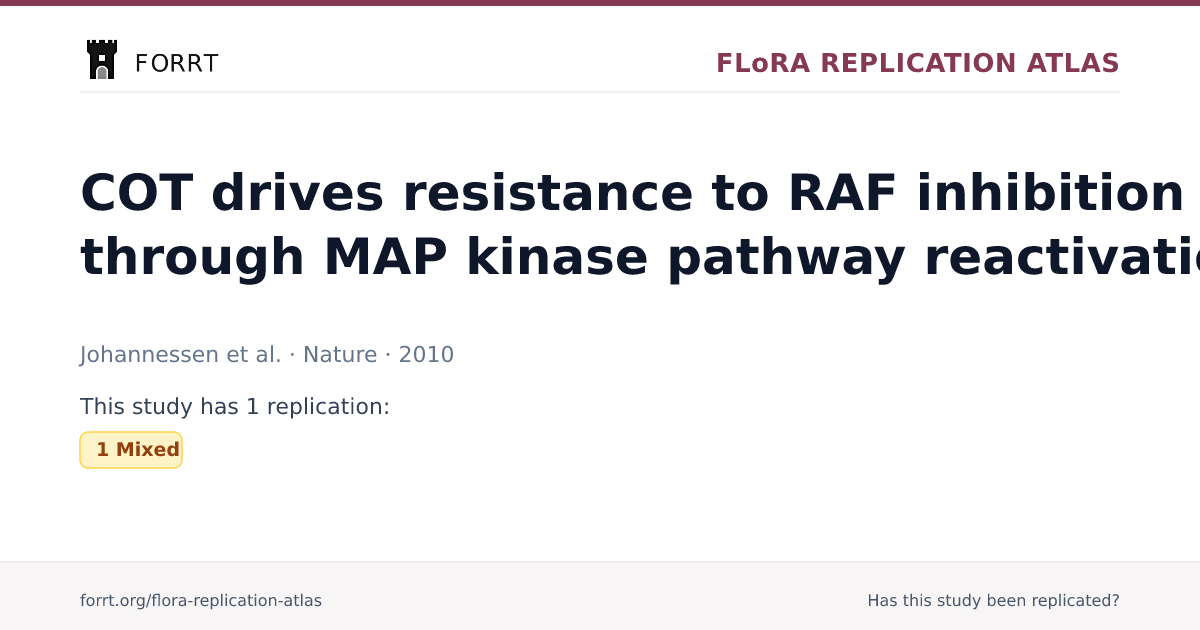 FORRT
FLoRA REPLICATION ATLAS
COT drives resistance to RAF inhibition
through MAP kinase pathway reactivati
Johannessen et al. · Nature · 2010
This study has 1 replication:
1 Mixed
forrt.org/flora-replication-atlas
Has this study been replicated?